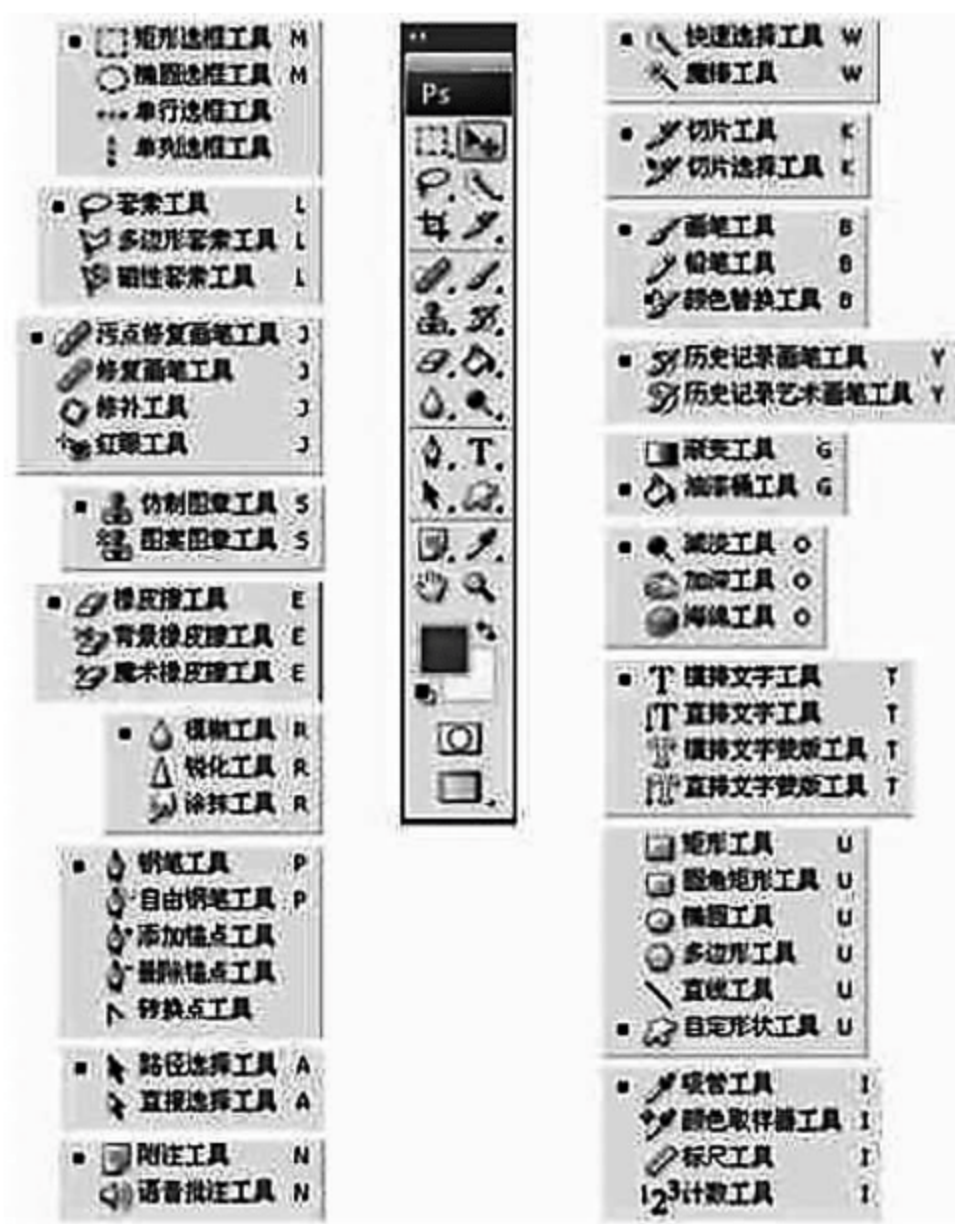 矩形选框工具 M
椭圆选框工具 M
单行选框工具
单列选框工具
套索工具 L
多边形套索工具 L
磁性套索工具 L
污点修复画笔工具 J
修复画笔工具 J
修补工具 J
红眼工具 J
仿制图章工具 S
图案图章工具 S
橡皮擦工具 E
背景橡皮擦工具 E
魔术橡皮擦工具 E
模糊工具 R
锐化工具 R
涂抹工具 R
钢笔工具 P
自由钢笔工具 P
添加锚点工具
删除锚点工具
转换点工具
路径选择工具 A
直接选择工具 A
附注工具 N
语音批注工具 N
Ps
快速选择工具 W
魔棒工具 W
切片工具 K
切片选择工具 K
画笔工具 B
铅笔工具 B
颜色替换工具 B
历史记录画笔工具 Y
历史记录艺术画笔工具 Y
渐变工具 G
油漆桶工具 G
减淡工具 O
加深工具 O
海绵工具 O
横排文字工具 T
直排文字工具 T
横排文字蒙版工具 T
直排文字蒙版工具 T
矩形工具 U
圆角矩形工具 U
椭圆工具 U
多边形工具 U
直线工具 U
自定形状工具 U
吸管工具 I
颜色取样器工具 I
标尺工具 I
123计数工具 I